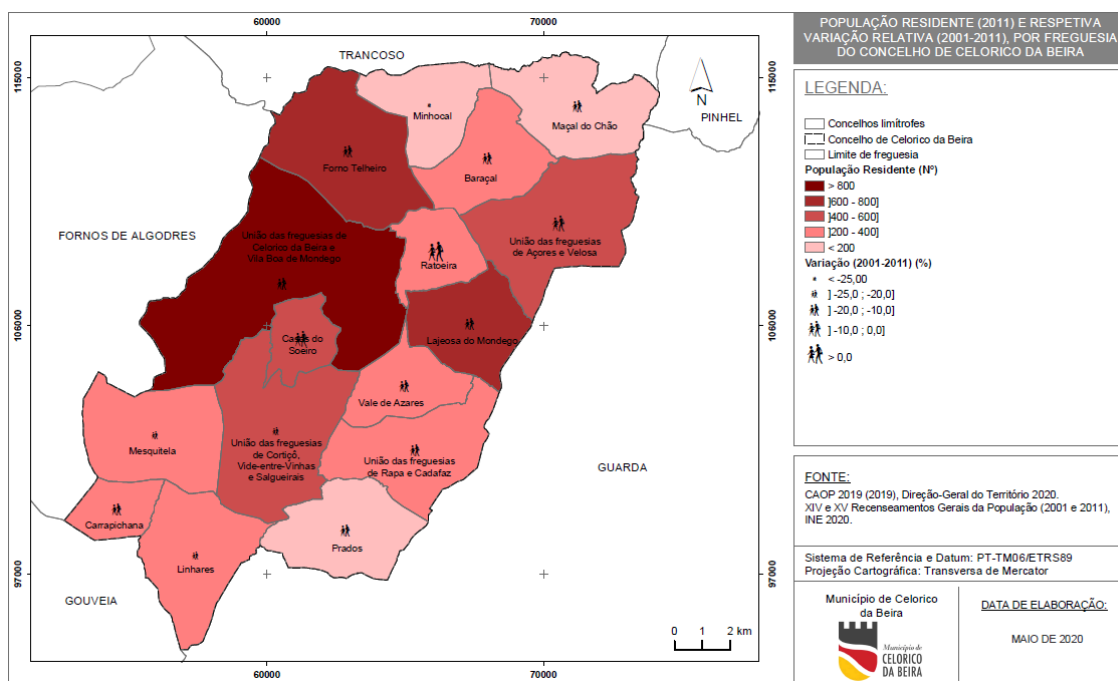 60000
70000
POPULAÇÃO RESIDENTE (2011) E RESPETIVA
VARIAÇÃO RELATIVA (2001-2011), POR FREGUESIA
DO CONCELHO DE CELORICO DA BEIRA
TRANCOSO
115000
115000
N
PINHEL
Minhocal
Maçal do Chão
Forno Telheiro
Baraçal
FORNOS DE ALGODRES
União das freguesias de
Celorico da Beira e
Vila Boa do Mondego
União das freguesias
de Açores e Velosa
Ratoeira
106000
106000
Casas do
Soeiro
Lajeosa do Mondego
Vale de Azares
Mesquitela
União das freguesias
de Cortiçô,
Vide-entre-Vinhas
e Salgueirais
União das freguesias
de Rapa e Cadafaz
GUARDA
Carrapichana
Prados
Linhares
97000
97000
GOUVEIA
0 1 2 km
60000
70000
LEGENDA:
Concelhos limítrofes
Concelho de Celorico da Beira
Limite de freguesia
População Residente (Nº)
> 800
]600 - 800]
]400 - 600]
]200 - 400]
< 200
Variação (2001-2011) (%)
< -25,00
] -25,0 ; -20,0]
] -20,0 ; -10,0]
] -10,0 ; 0,0]
> 0,0
FONTE:
CAOP 2019 (2019), Direção-Geral do Território 2020.
XIV e XV Recenseamentos Gerais da População (2001 e 2011),
INE 2020.
Sistema de Referência e Datum: PT-TM06/ETRS89
Projeção Cartográfica: Transversa de Mercator
Município de Celorico
da Beira
Município de
CELORICO
DA BEIRA
DATA DE ELABORAÇÃO:
MAIO DE 2020